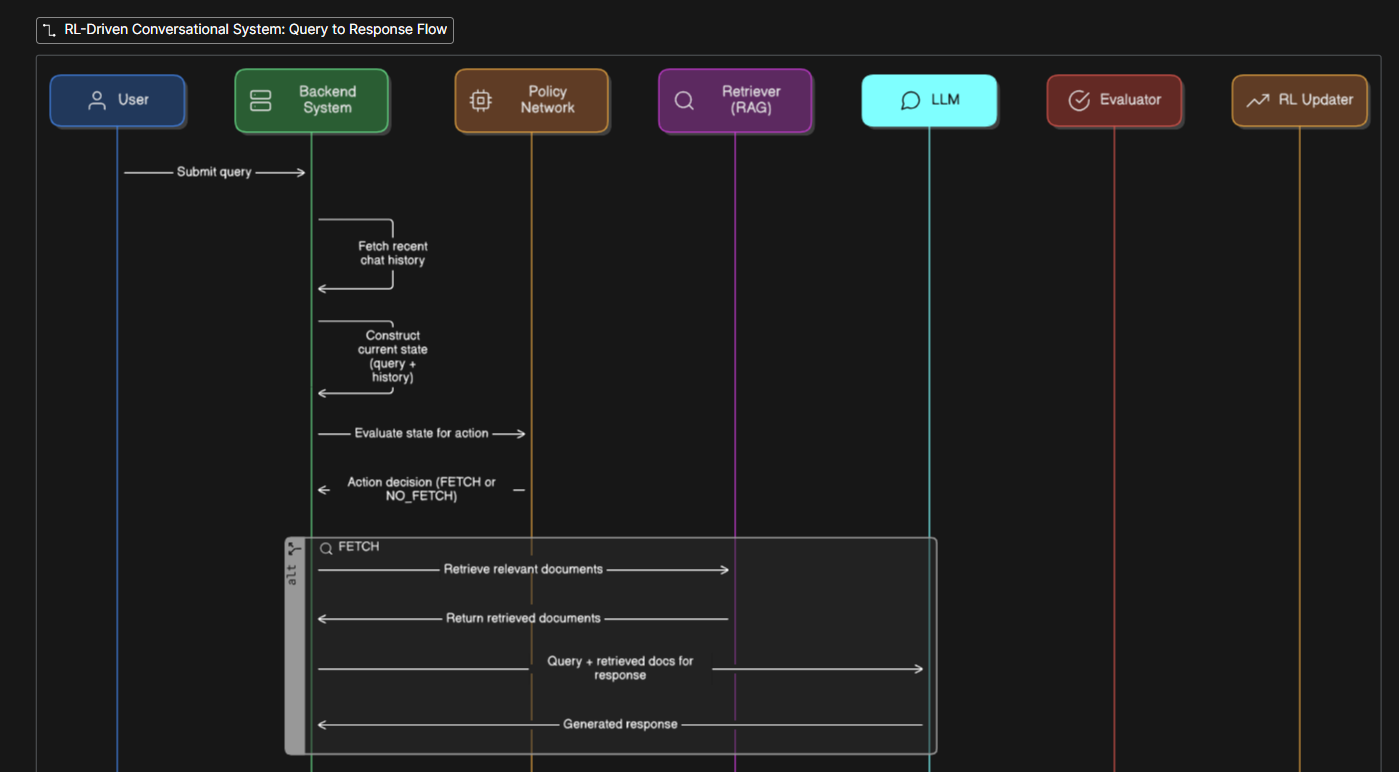 RL-Driven Conversational System: Query to Response Flow
User
Backend
System
Policy
Network
Retriever
(RAG)
LLM
Evaluator
RL Updater
Submit query
Fetch recent
chat history
Construct
current state
(query +
history)
Evaluate state for action
Action decision (FETCH or
NO_FETCH)
alt
FETCH
Retrieve relevant documents
Return retrieved documents
Query + retrieved docs for
response
Generated response